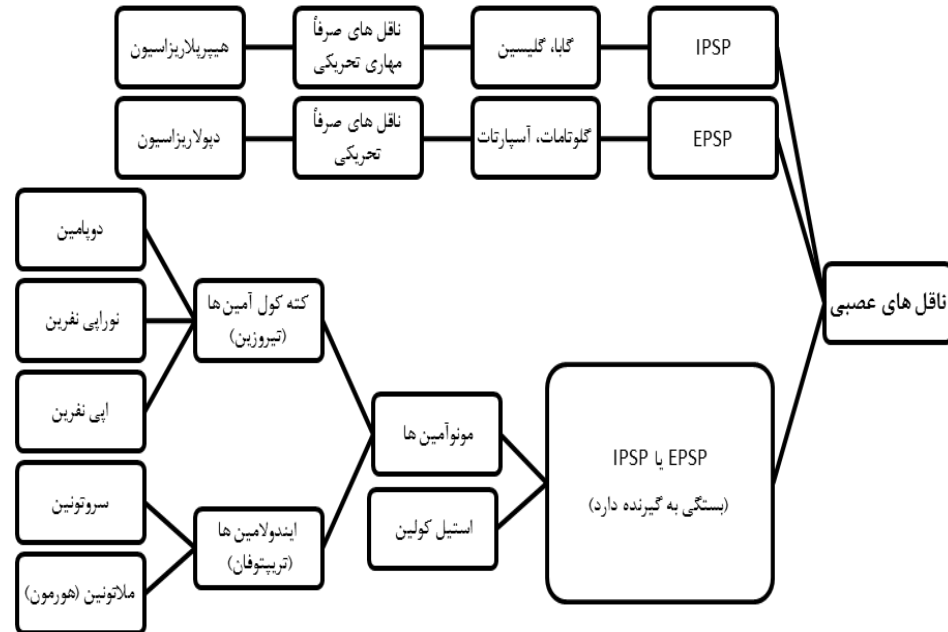 ناقل های عصبی
IPSP
گابا، گلیسین
ناقل های صرفاً
مهاری تحریکی
هیپرپلاریزاسیون
EPSP
گلوتامات، آسپارتات
ناقل های صرفاً
تحریکی
دپولاریزاسیون
EPSP یا IPSP
(بستگی به گیرنده دارد)
مونوآمین ها
کته کول آمین ها
(تیروزین)
دوپامین
نوراپی نفرین
اپی نفرین
ایندولامین ها
(تریپتوفان)
سروتونین
ملاتونین (هورمون)
استیل کولین